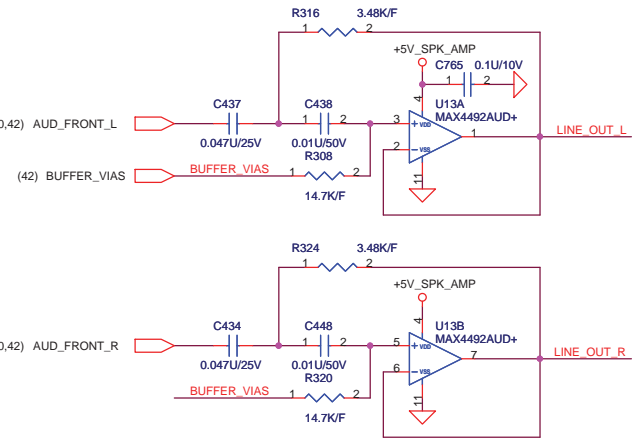 R316 3.48K/F
1 2
+5V_SPK_AMP
C765 0.1U/10V
1 2
C437 C438
4 U13A
MAX4492AUD+
0,42) AUD_FRONT_L 1 2 3 + VDD 1 LINE_OUT_L
0.047U/25V 0.01U/50V 2 - VSS
R308
(42) BUFFER_VIAS BUFFER_VIAS 1 2 11
14.7K/F
R324 3.48K/F
1 2
+5V_SPK_AMP
C434 C448
4 U13B
MAX4492AUD+
0,42) AUD_FRONT_R 1 2 5 + VDD 7 LINE_OUT_R
0.047U/25V 0.01U/50V 6 - VSS
R320
BUFFER_VIAS 1 2 11
14.7K/F